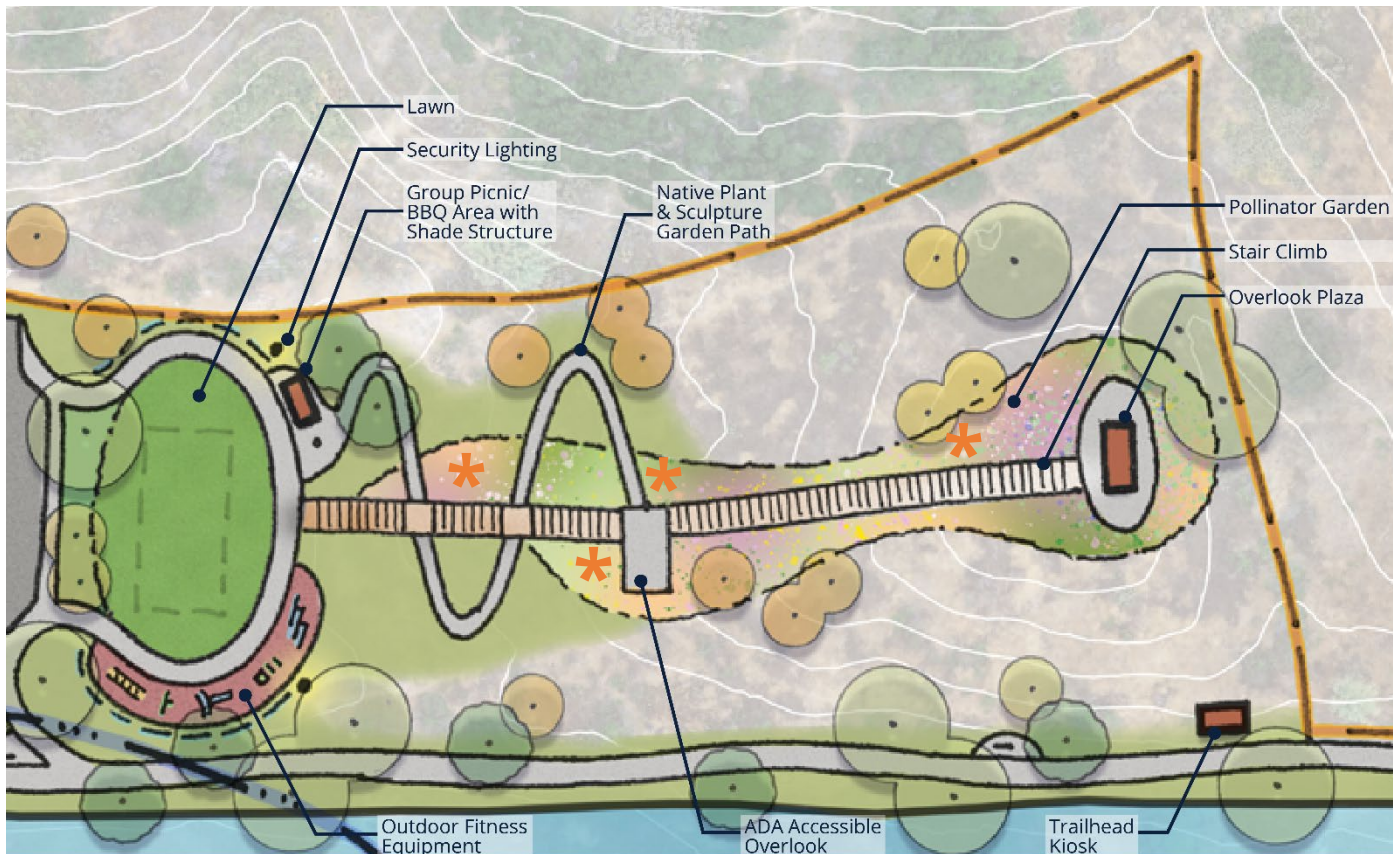 Lawn
Security Lighting
Group Picnic/
BBQ Area with
Shade Structure
Native Plant
& Sculpture
Garden Path
Pollinator Garden
Stair Climb
Overlook Plaza
Outdoor Fitness
Equipment
ADA Accessible
Overlook
Trailhead
Kiosk